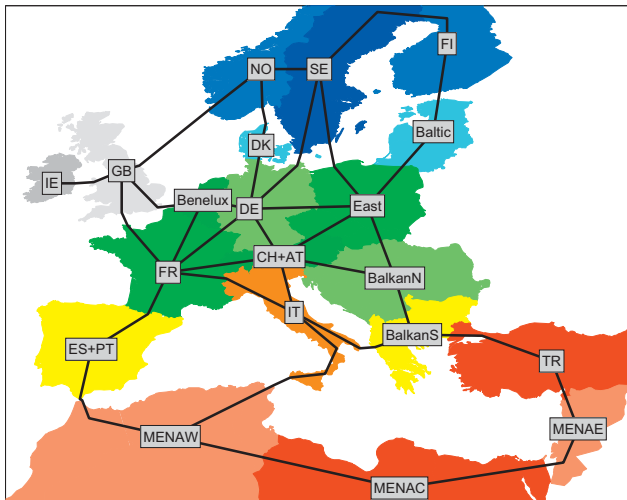 NO
SE
FI
Baltic
DK
GB
IE
Benelux
DE
East
CH+AT
FR
BalkanN
IT
BalkanS
ES+PT
TR
MENAW
MENAE
MENAC